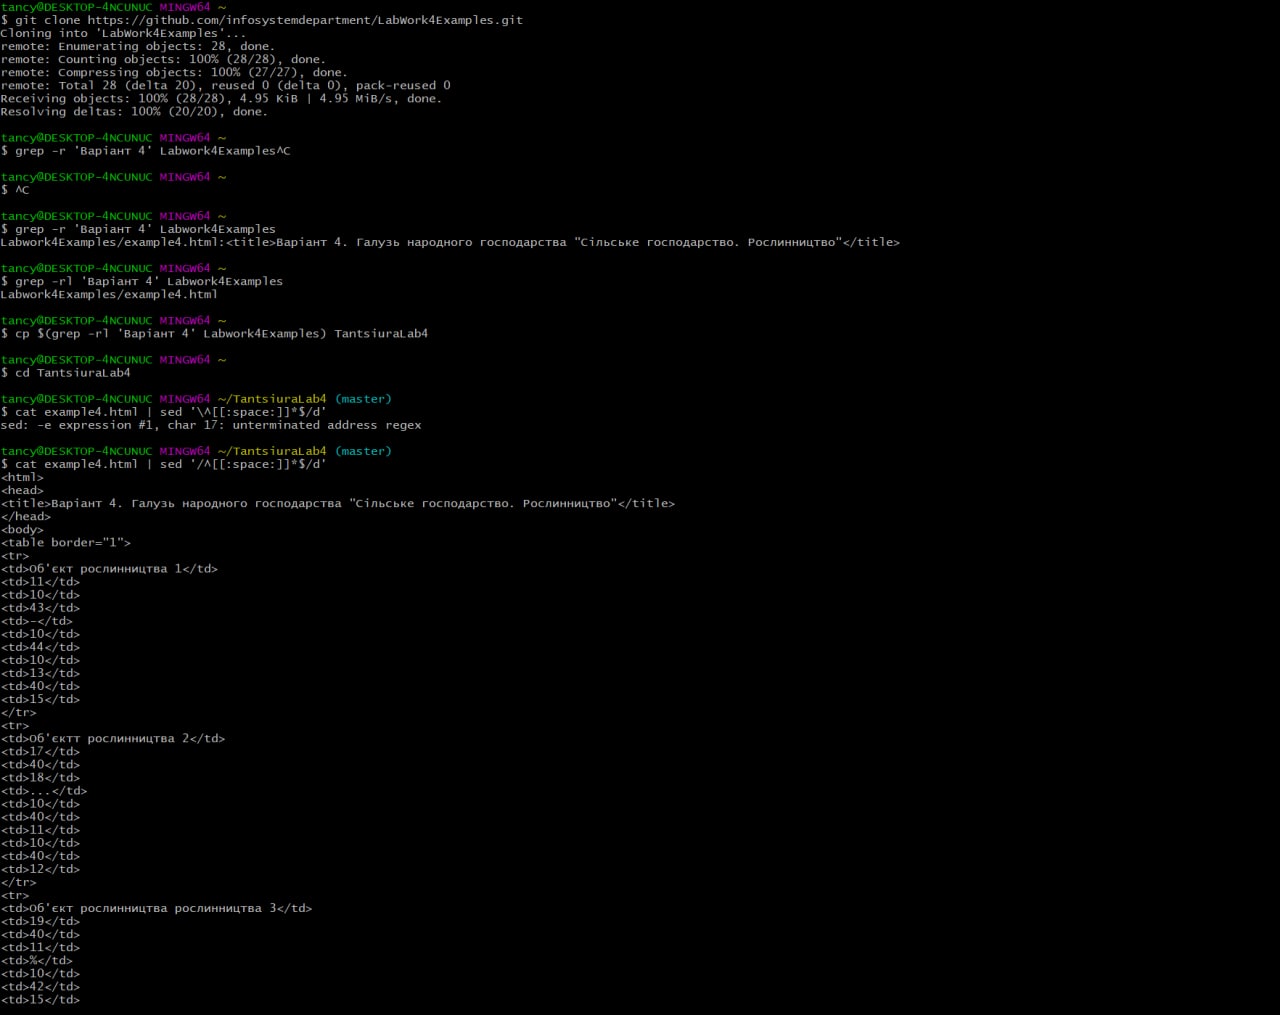 tancy@DESKTOP-4NCUNUC MINGW64 ~
$ git clone https://github.com/infosystemdepartment/LabWork4Examples.git
Cloning into 'LabWork4Examples'...
remote: Enumerating objects: 28, done.
remote: Counting objects: 100% (28/28), done.
remote: Compressing objects: 100% (27/27), done.
remote: Total 28 (delta 20), reused 0 (delta 0), pack-reused 0
Receiving objects: 100% (28/28), 4.95 KiB | 4.95 MiB/s, done.
Resolving deltas: 100% (20/20), done.
tancy@DESKTOP-4NCUNUC MINGW64 ~
$ grep -r 'Варіант 4' Labwork4Examples^C
tancy@DESKTOP-4NCUNUC MINGW64 ~
$ ^C
tancy@DESKTOP-4NCUNUC MINGW64 ~
$ grep -r 'Варіант 4' Labwork4Examples
Labwork4Examples/example4.html:<title>Варіант 4. Галузь народного господарства "Сільське господарство. Рослинництво"</title>
tancy@DESKTOP-4NCUNUC MINGW64 ~
$ grep -rl 'Варіант 4' Labwork4Examples
Labwork4Examples/example4.html
tancy@DESKTOP-4NCUNUC MINGW64 ~
$ cp $(grep -rl 'Варіант 4' Labwork4Examples) TantsiuraLab4
tancy@DESKTOP-4NCUNUC MINGW64 ~
$ cd TantsiuraLab4
tancy@DESKTOP-4NCUNUC MINGW64 ~/TantsiuraLab4 (master)
$ cat example4.html | sed '\^[[:space:]]*$/d'
sed: -e expression #1, char 17: unterminated address regex
tancy@DESKTOP-4NCUNUC MINGW64 ~/TantsiuraLab4 (master)
$ cat example4.html | sed '/^[[:space:]]*$/d'
<html>
<head>
<title>Варіант 4. Галузь народного господарства "Сільське господарство. Рослинництво"</title>
</head>
<body>
<table border="1">
<tr>
<td>Об'єкт рослинництва 1</td>
<td>11</td>
<td>10</td>
<td>43</td>
<td>-</td>
<td>10</td>
<td>44</td>
<td>10</td>
<td>13</td>
<td>40</td>
<td>15</td>
</tr>
<tr>
<td>Об'єктт рослинництва 2</td>
<td>17</td>
<td>40</td>
<td>18</td>
<td>...</td>
<td>10</td>
<td>40</td>
<td>11</td>
<td>10</td>
<td>40</td>
<td>12</td>
</tr>
<tr>
<td>Об'єкт рослинництва рослинництва 3</td>
<td>19</td>
<td>40</td>
<td>11</td>
<td>%</td>
<td>10</td>
<td>42</td>
<td>15</td>